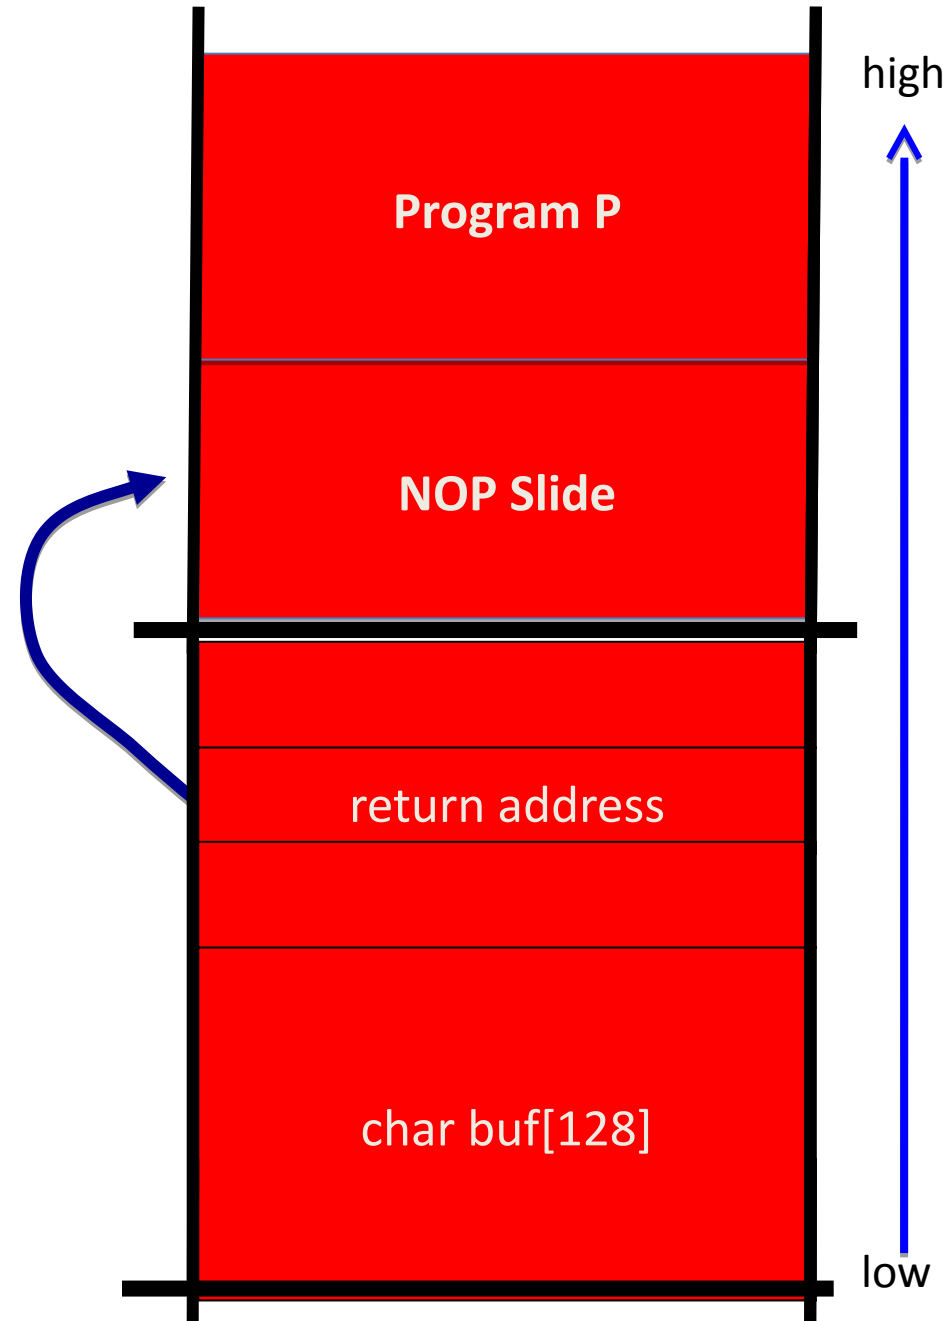 high
Program P
NOP Slide
return address
char buf[128]
low